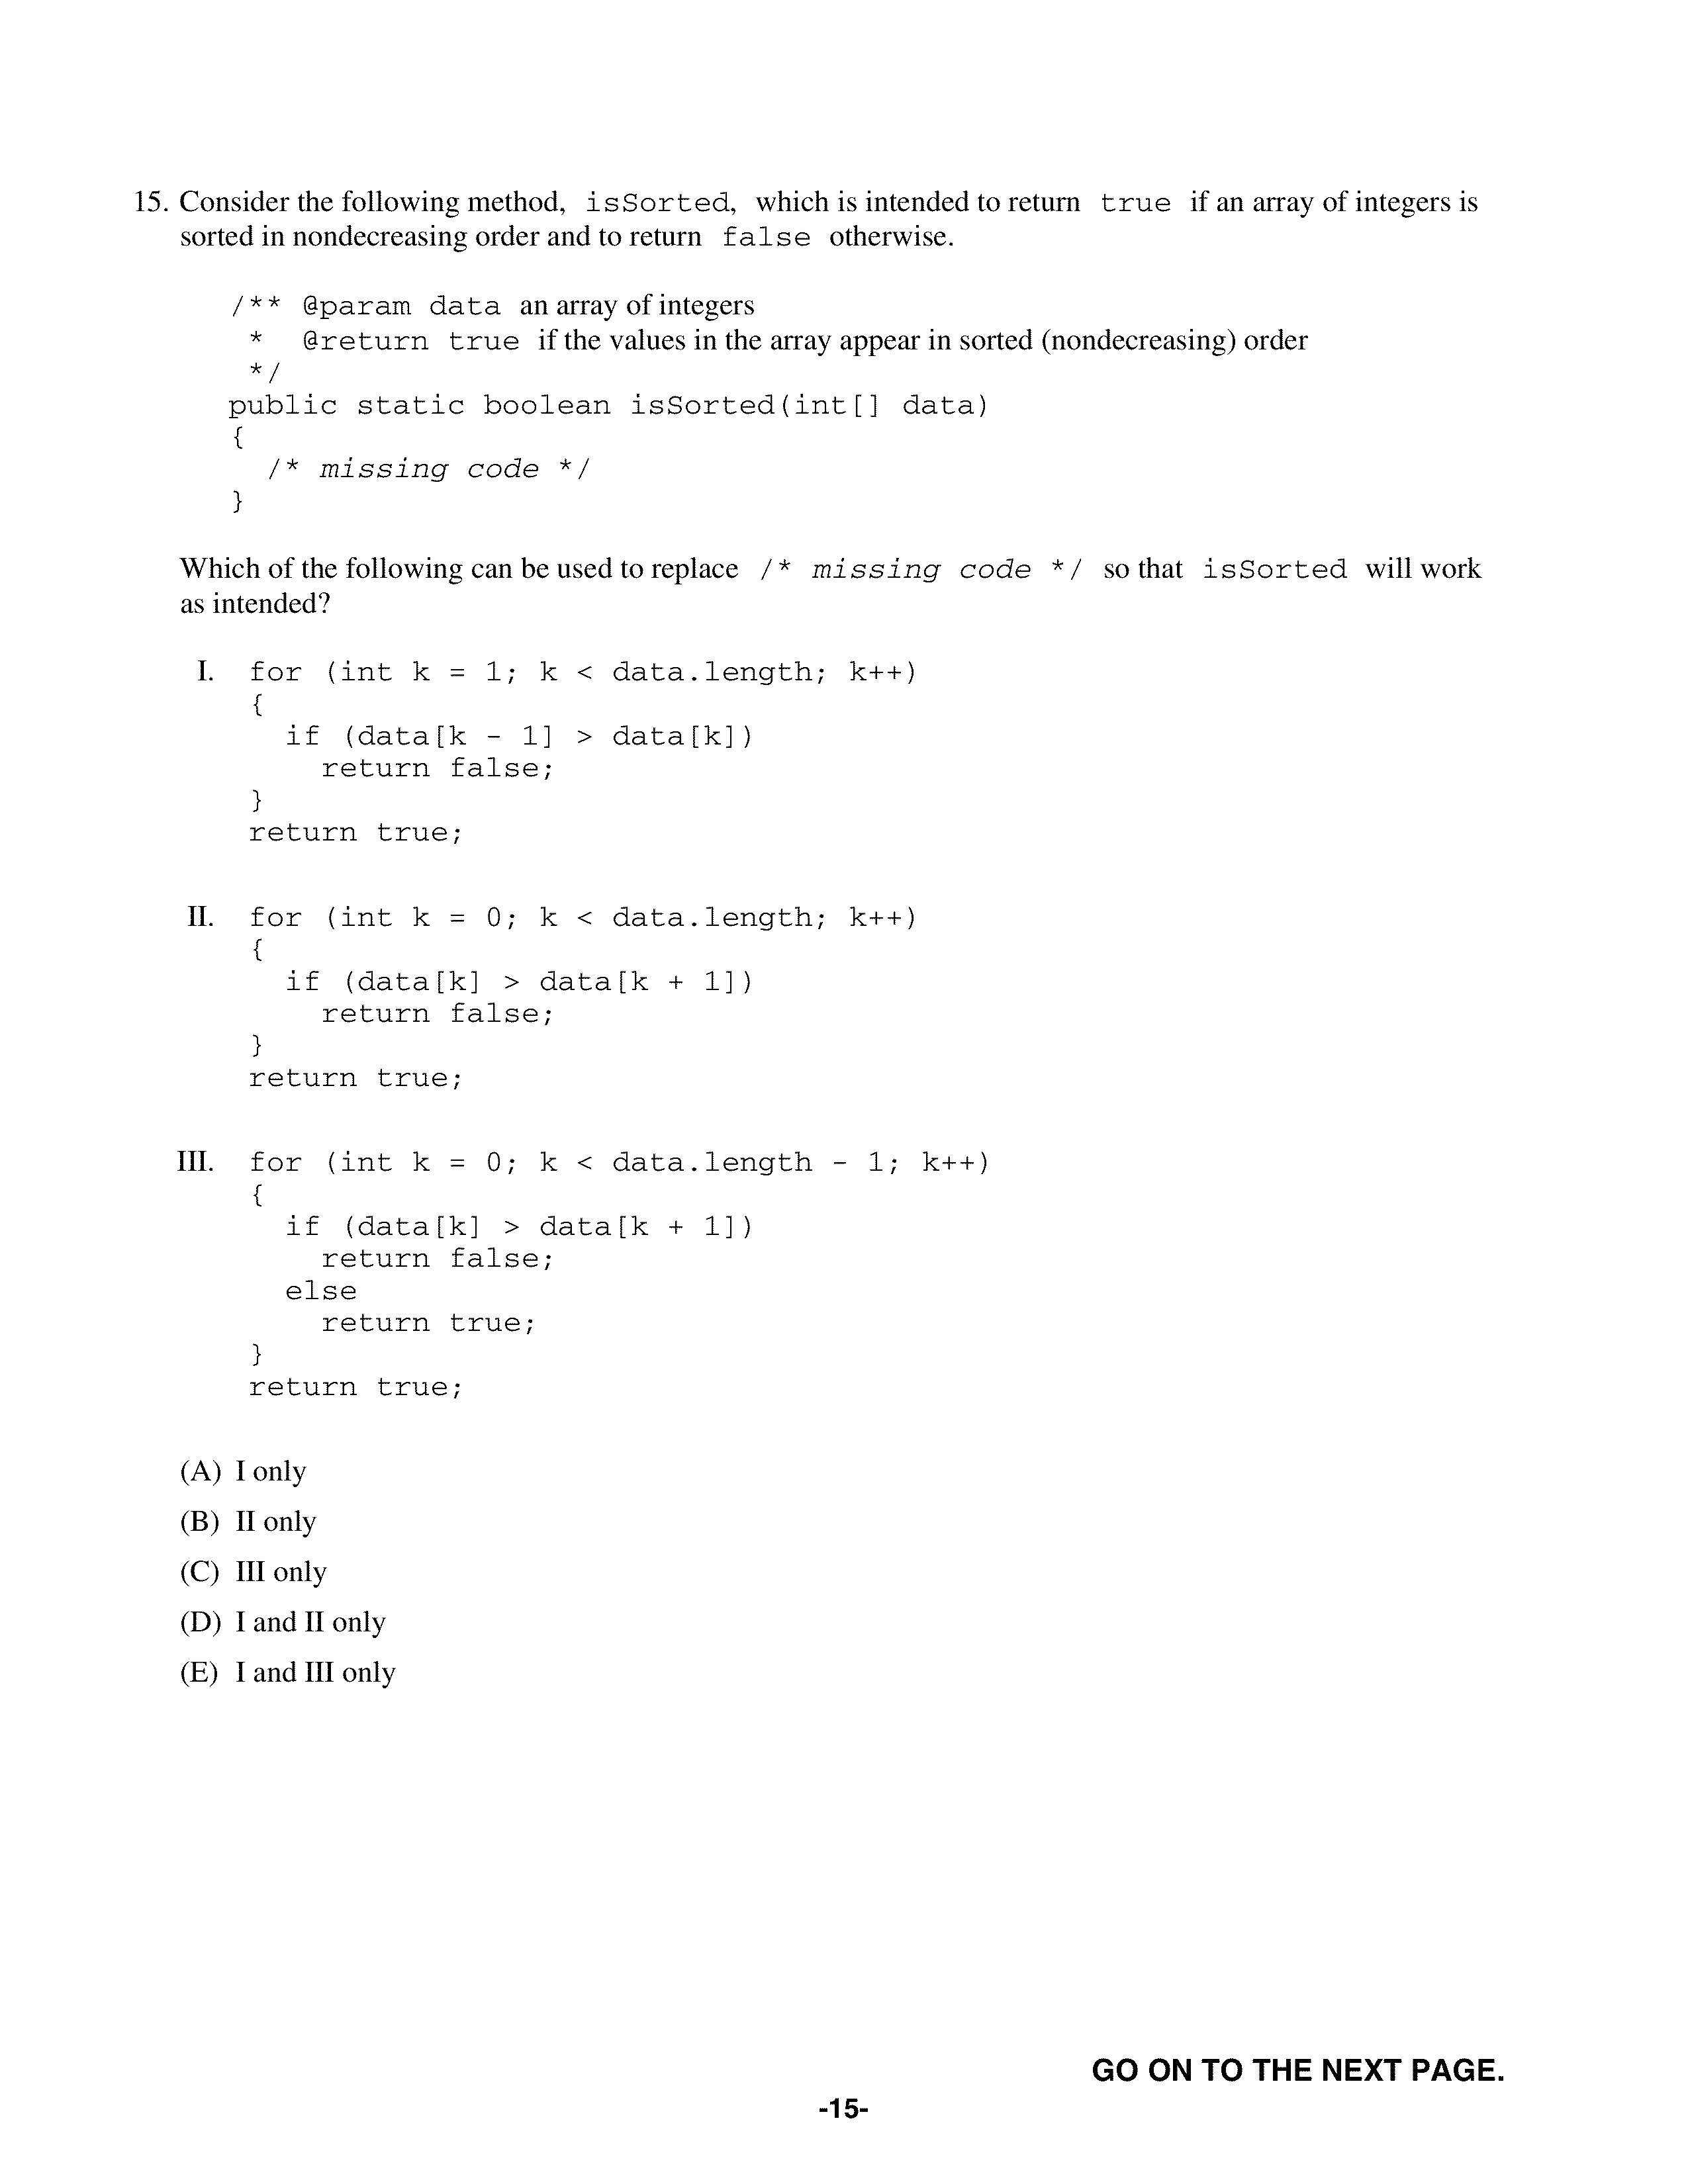 15. Consider the following method, isSorted, which is intended to return true if an array of integers is
sorted in nondecreasing order and to return false otherwise.
/** @param data an array of integers
* @return true if the values in the array appear in sorted (nondecreasing) order
*/
public static boolean isSorted(int[] data)
{
/* missing code */
}
Which of the following can be used to replace /* missing code */ so that isSorted will work
as intended?
I. for (int k = 1; k < data.length; k++)
{
if (data[k - 1] > data[k])
return false;
}
return true;
II. for (int k = 0; k < data.length; k++)
{
if (data[k] > data[k + 1])
return false;
}
return true;
III. for (int k = 0; k < data.length - 1; k++)
{
if (data[k] > data[k + 1])
return false;
else
return true;
}
return true;
(A) I only
(B) II only
(C) III only
(D) I and II only
(E) I and III only
GO ON TO THE NEXT PAGE.
-15-